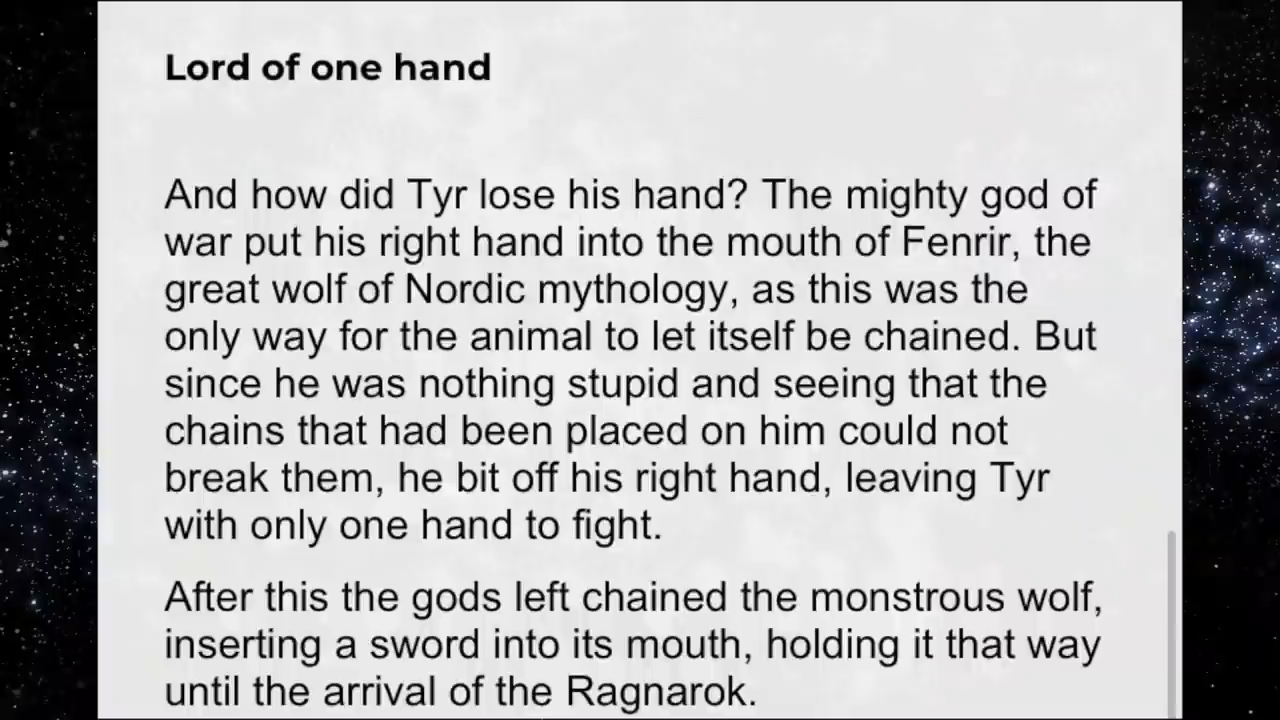 Lord of one hand
And how did Tyr lose his hand? The mighty god of
war put his right hand into the mouth of Fenrir, the
great wolf of Nordic mythology, as this was the
only way for the animal to let itself be chained. But
since he was nothing stupid and seeing that the
chains that had been placed on him could not
break them, he bit off his right hand, leaving Tyr
with only one hand to fight.
After this the gods left chained the monstrous wolf,
inserting a sword into its mouth, holding it that way
until the arrival of the Ragnarok.